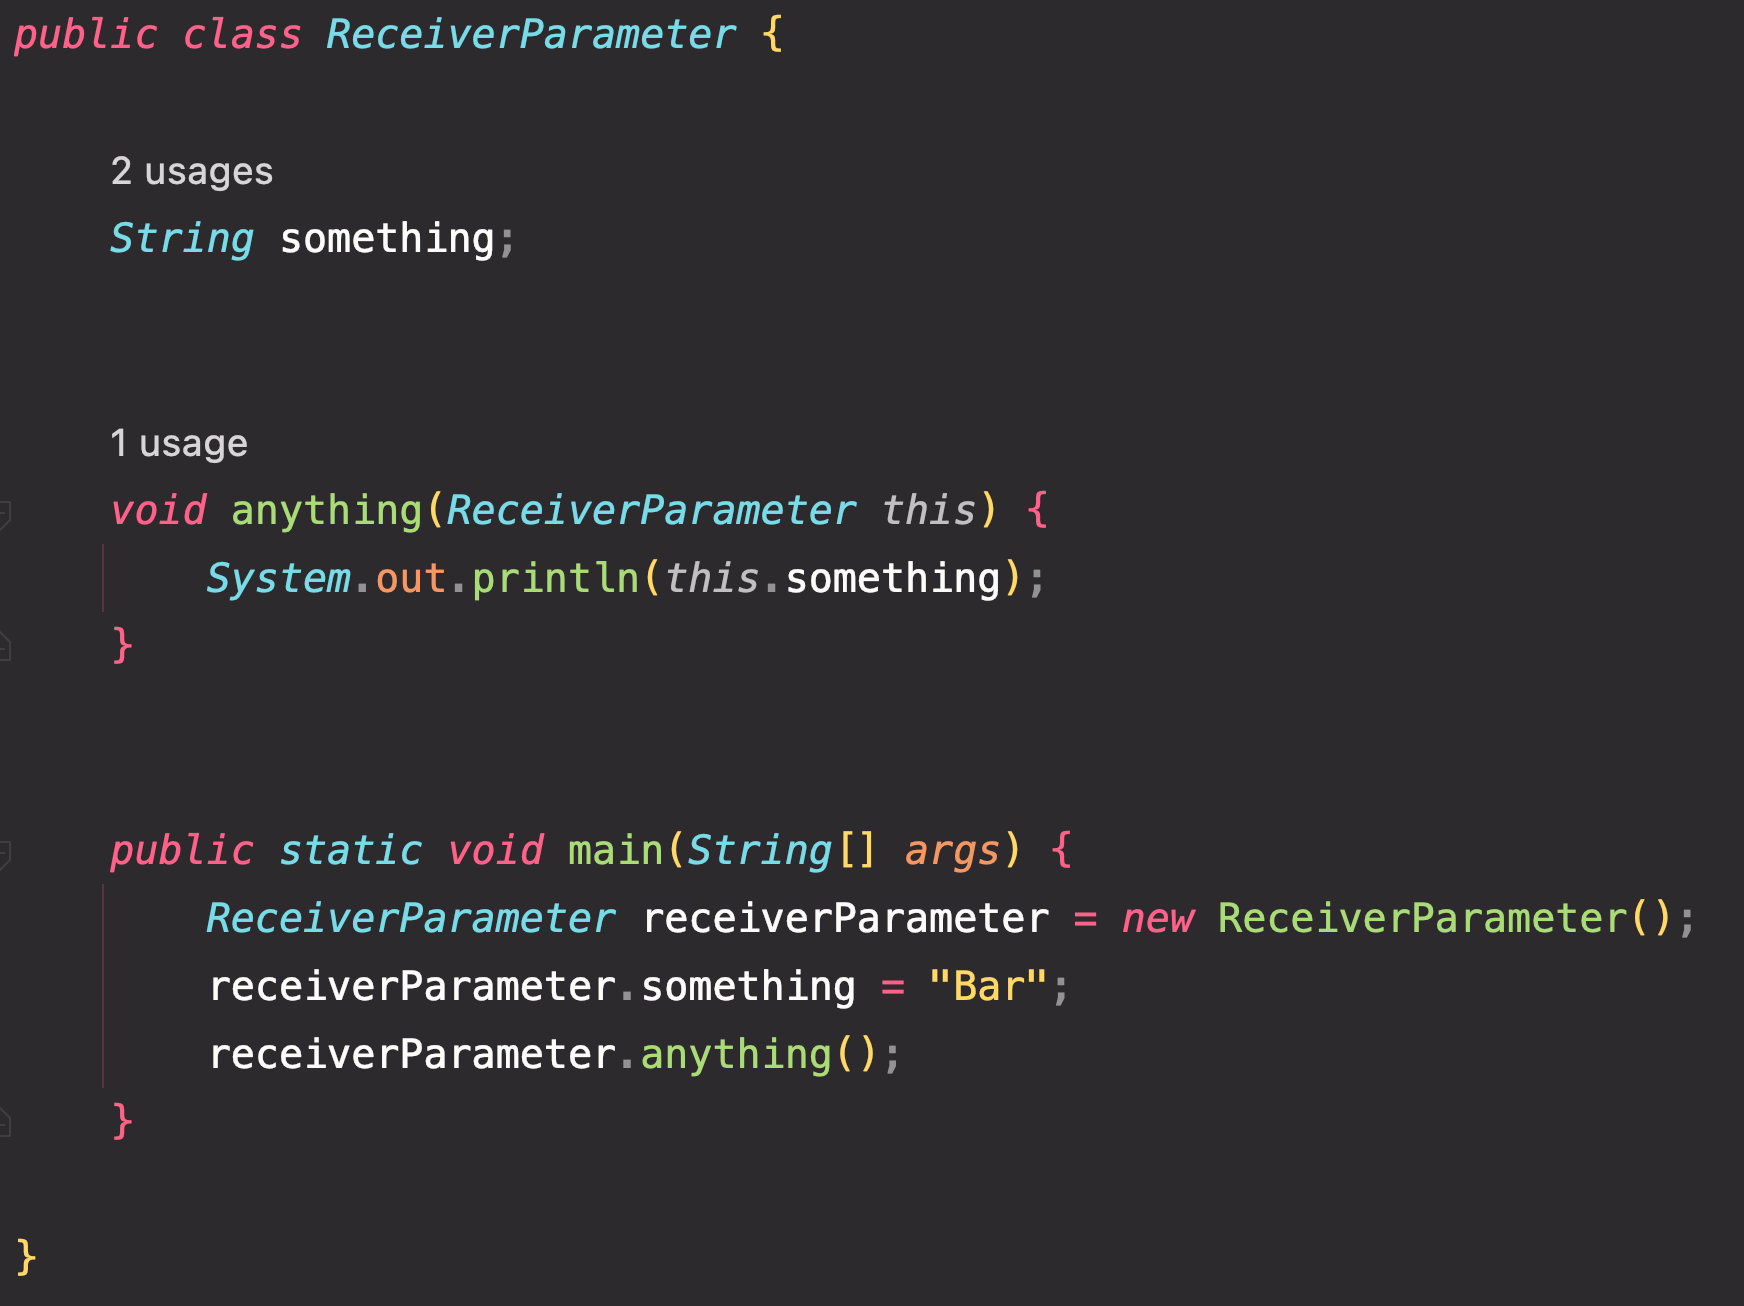 public class ReceiverParameter {
2 usages
String something;
1 usage
void anything(ReceiverParameter this) {
System.out.println(this.something);
}
public static void main(String[] args) {
ReceiverParameter receiverParameter = new ReceiverParameter();
receiverParameter.something = "Bar";
receiverParameter.anything();
}
}